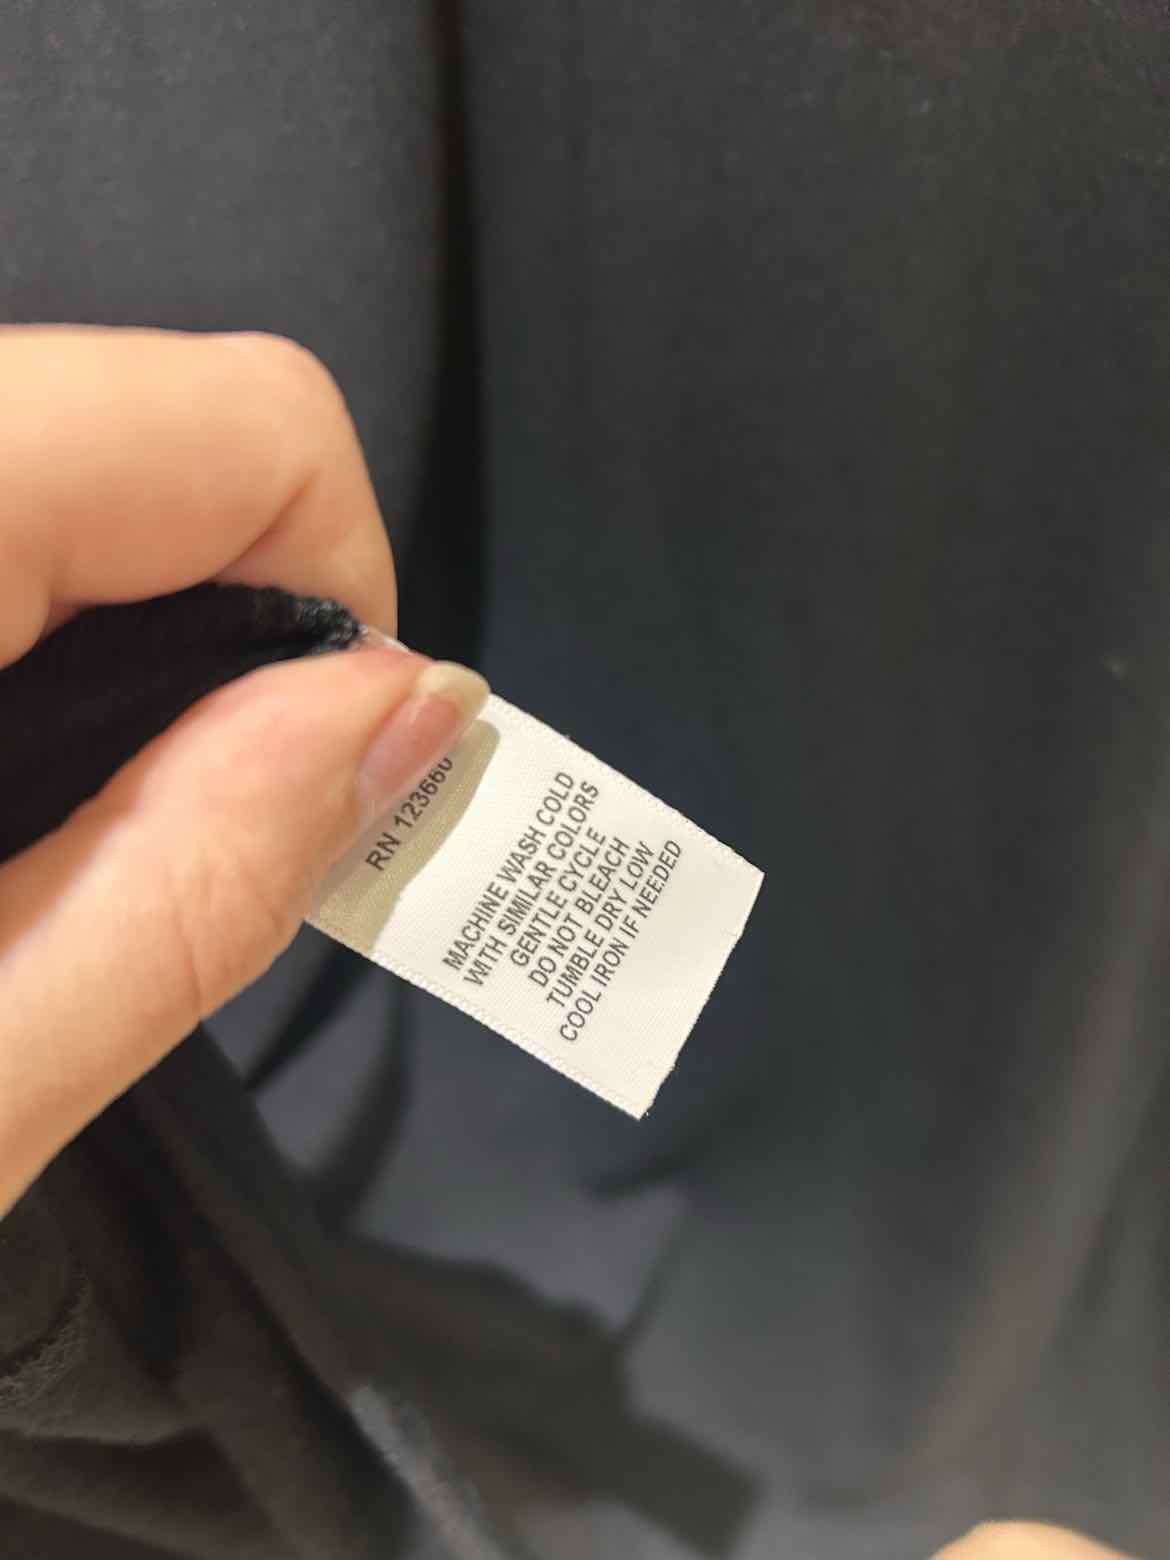 RN 123660
MACHINE WASH COLD
WITH SIMILAR COLORS
GENTLE CYCLE
DO NOT BLEACH
TUMBLE DRY LOW
COOL IRON IF NEEDED